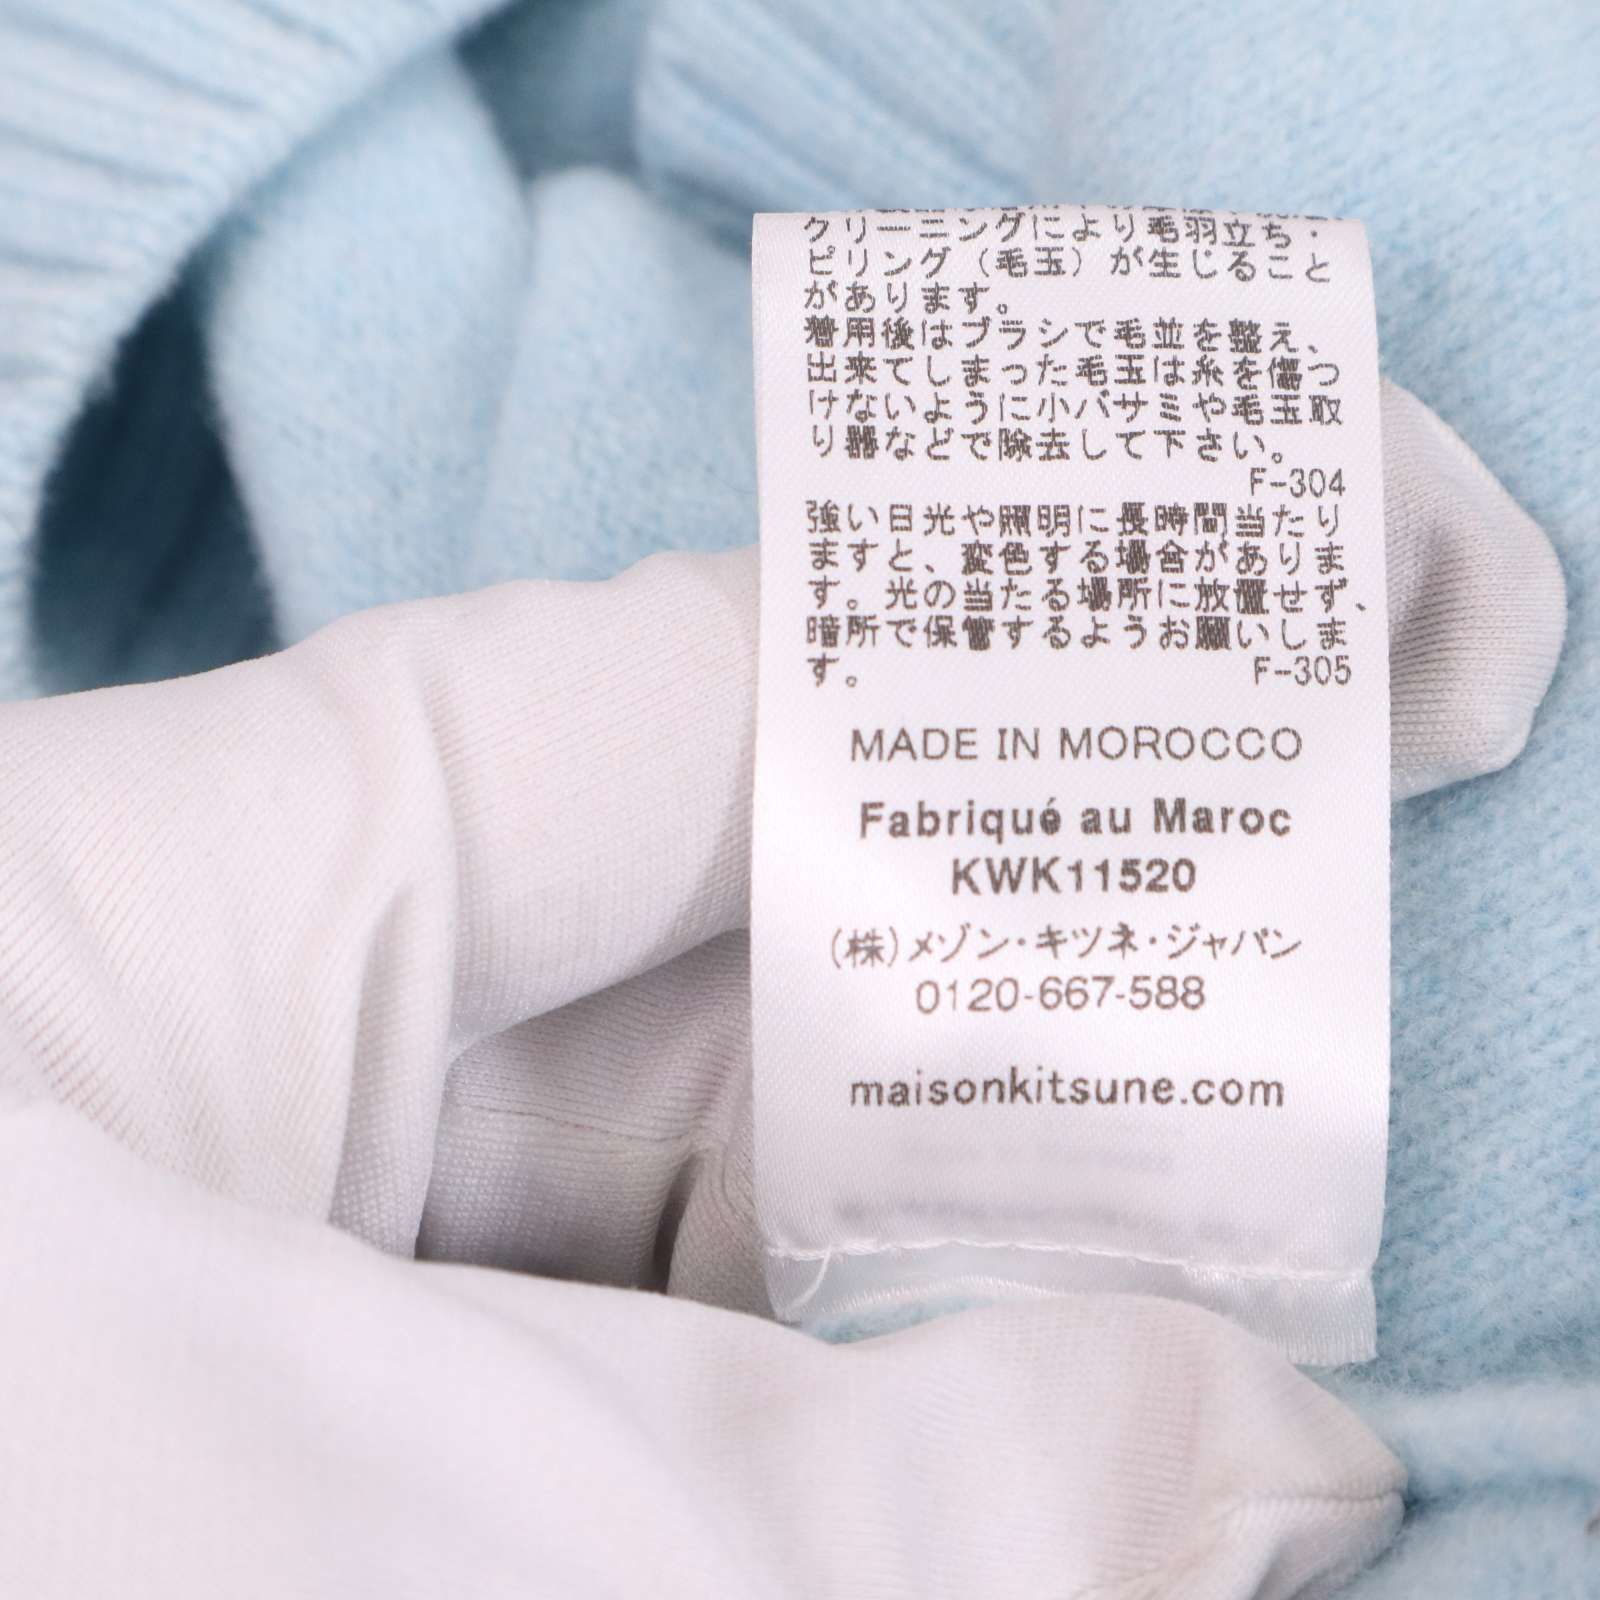 クリーニングにより毛羽立ち・
ピリング（毛玉）が生じること
があります。
着用後はブラシで毛並を整え、
出来てしまった毛玉は糸を傷つ
けないように小バサミや毛玉取
り器などで除去して下さい。
F-304
強い日光や照明に長時間当たり
ますと、変色する場合がありま
す。光の当たる場所に放置せず、
暗所で保管するようお願いしま
す。
F-305
MADE IN MOROCCO
Fabriqué au Maroc
KWK11520
(株)メゾン・キツネ・ジャパン
0120-667-588
maisonkitsune.com